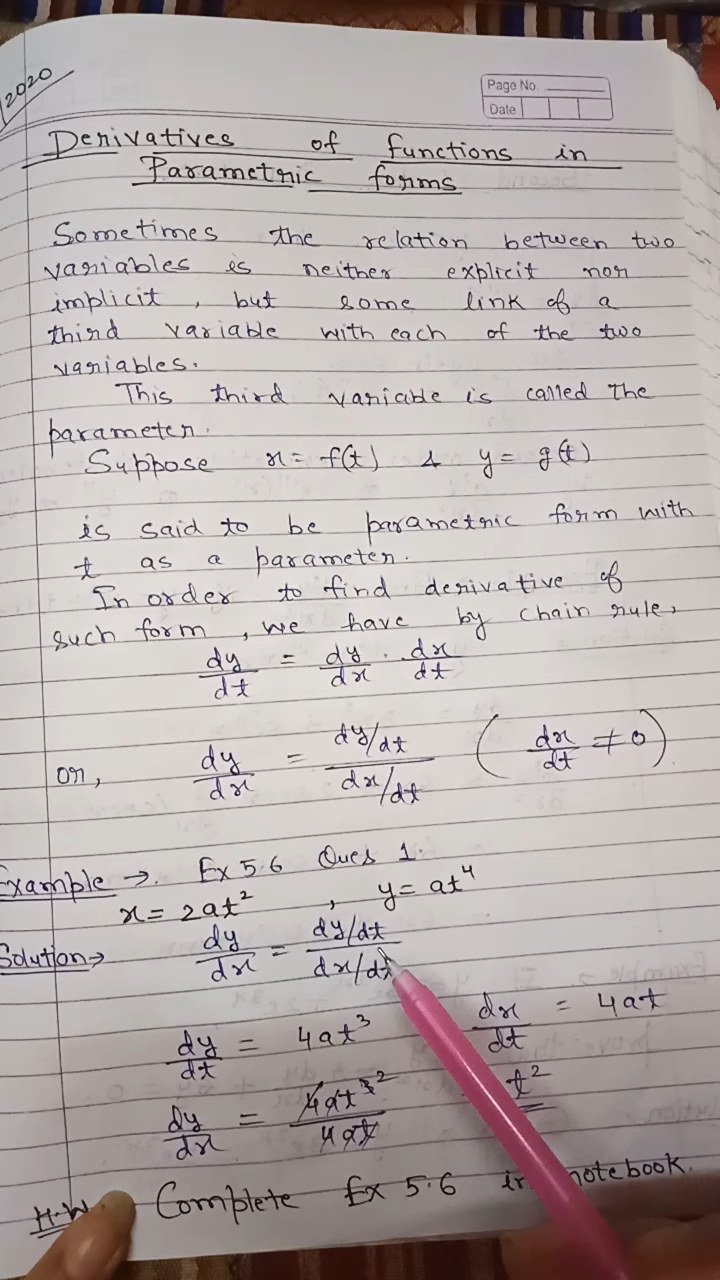 2020
Page No.
Date
Derivatives of functions in
Parametric forms
Sometimes the relation between two
variables is neither explicit nor
implicit, but some link of a
third variable with each of the two
variables.
This third variable is called the
parameter.
Suppose x = f(t) & y = g(t)
is said to be parametric form with
t as a parameter.
In order to find derivative of
such form, we have by chain rule,
dy/dt = dy/dx . dx/dt
or, dy/dx = (dy/dt)/(dx/dt) (dx/dt ≠ 0)
Example → Ex 5.6 Ques 1.
x = 2at², y = at⁴
Solution→ dy/dx = (dy/dt)/(dx/dt)
dy/dt = 4at³ dx/dt = 4at
dy/dx = 4at³ ² / 4at = t²
H.W. Complete Ex 5.6 in notebook.